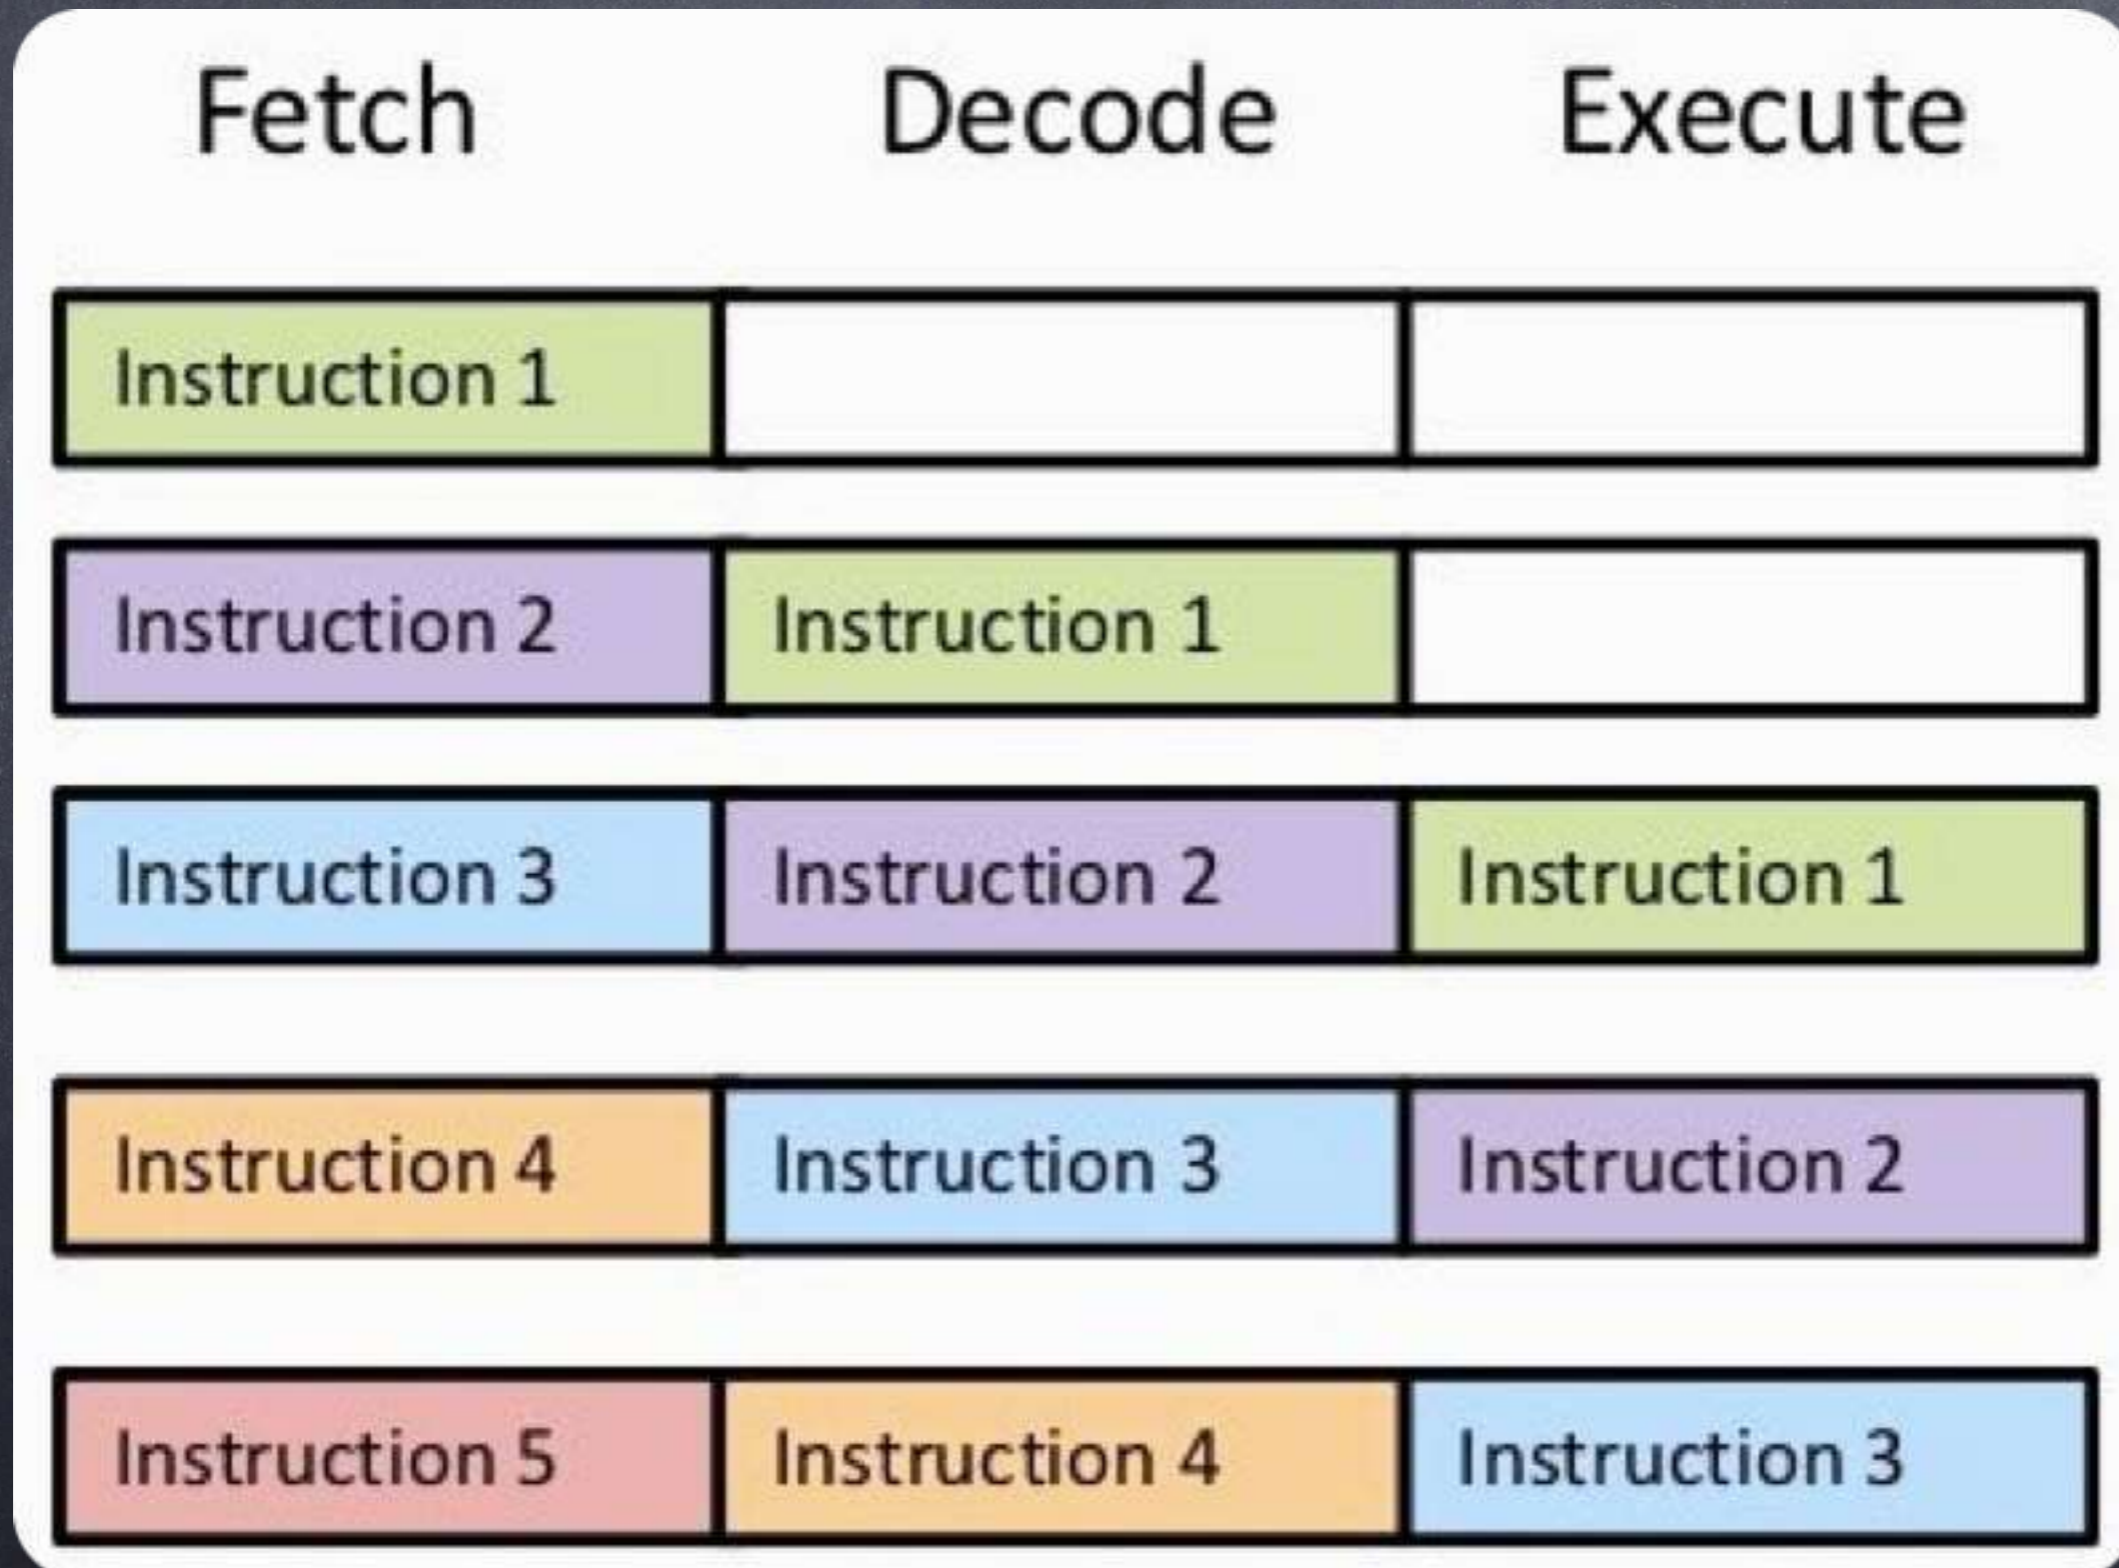 Fetch Decode Execute
Instruction 1
Instruction 2 Instruction 1
Instruction 3 Instruction 2 Instruction 1
Instruction 4 Instruction 3 Instruction 2
Instruction 5 Instruction 4 Instruction 3